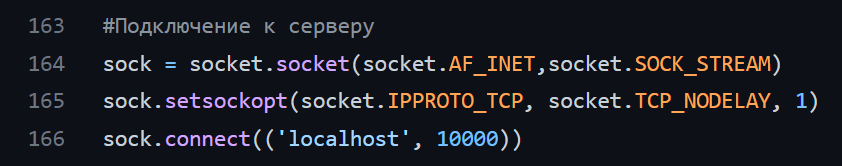 163 #Подключение к серверу
164 sock = socket.socket(socket.AF_INET,socket.SOCK_STREAM)
165 sock.setsockopt(socket.IPPROTO_TCP, socket.TCP_NODELAY, 1)
166 sock.connect(('localhost', 10000))